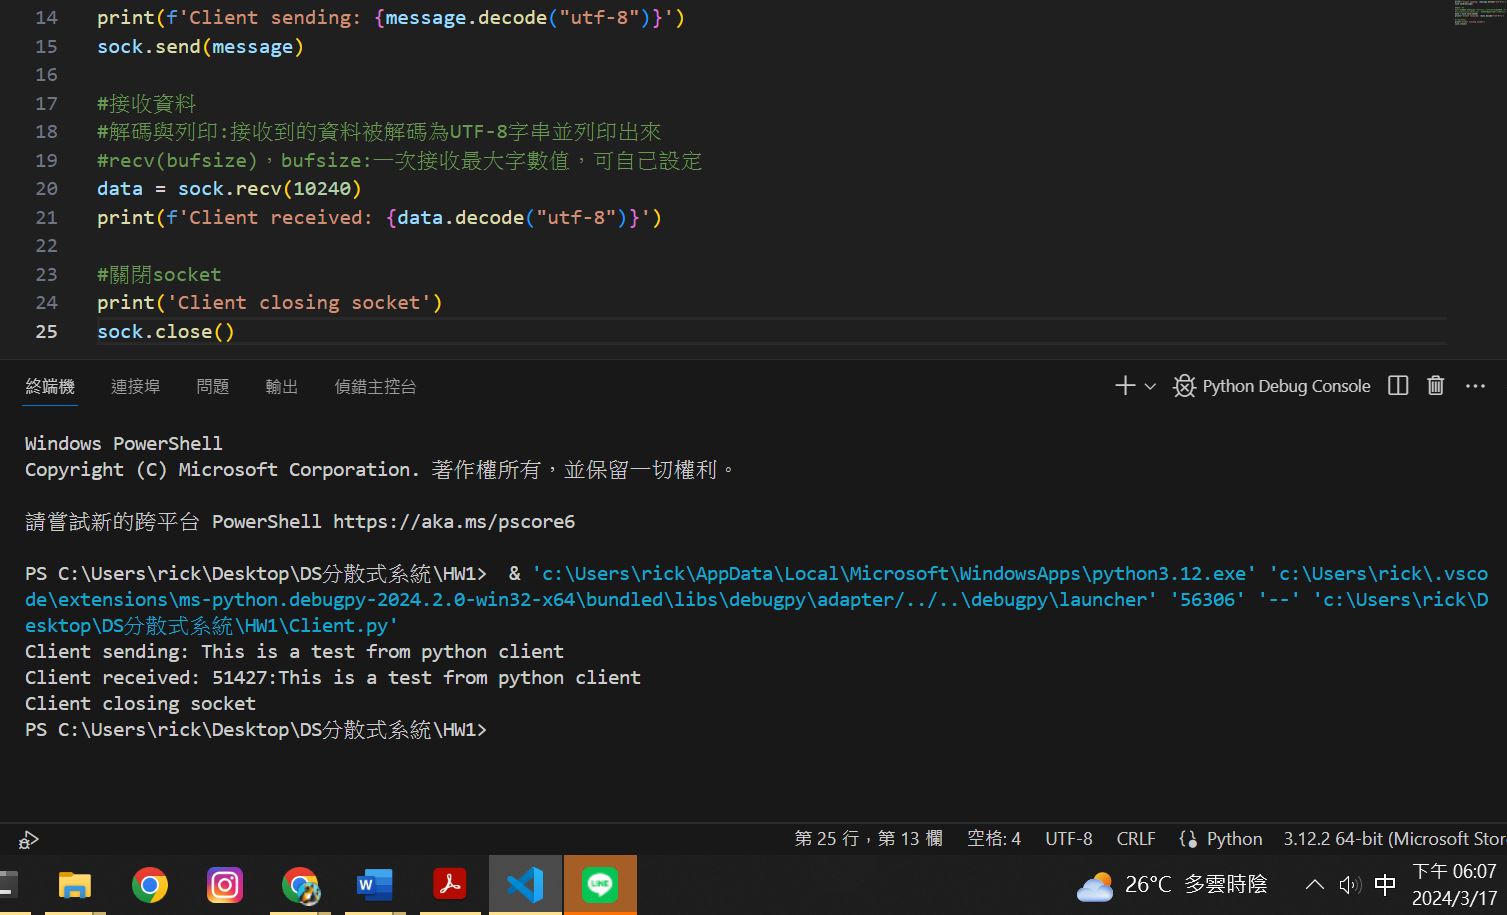 14 print(f'Client sending: {message.decode("utf-8")}')
15 sock.send(message)
16
17 #接收資料
18 #解碼與列印:接收到的資料被解碼為UTF-8字串並列印出來
19 #recv(bufsize)，bufsize:一次接收最大字數值，可自己設定
20 data = sock.recv(10240)
21 print(f'Client received: {data.decode("utf-8")}')
22
23 #關閉socket
24 print('Client closing socket')
25 sock.close()
終端機 連接埠 問題 輸出 偵錯主控台 Python Debug Console
Windows PowerShell
Copyright (C) Microsoft Corporation. 著作權所有，並保留一切權利。
請嘗試新的跨平台 PowerShell https://aka.ms/pscore6
PS C:\Users\rick\Desktop\DS分散式系統\HW1>  & 'c:\Users\rick\AppData\Local\Microsoft\WindowsApps\python3.12.exe' 'c:\Users\rick\.vsco
de\extensions\ms-python.debugpy-2024.2.0-win32-x64\bundled\libs\debugpy\adapter/../..\debugpy\launcher' '56306' '--' 'c:\Users\rick\D
esktop\DS分散式系統\HW1\Client.py'
Client sending: This is a test from python client
Client received: 51427:This is a test from python client
Client closing socket
PS C:\Users\rick\Desktop\DS分散式系統\HW1>
第 25 行，第 13 欄 空格: 4 UTF-8 CRLF Python 3.12.2 64-bit (Microsoft Stor
W LINE 26°C 多雲時陰 中 下午 06:07
2024/3/17